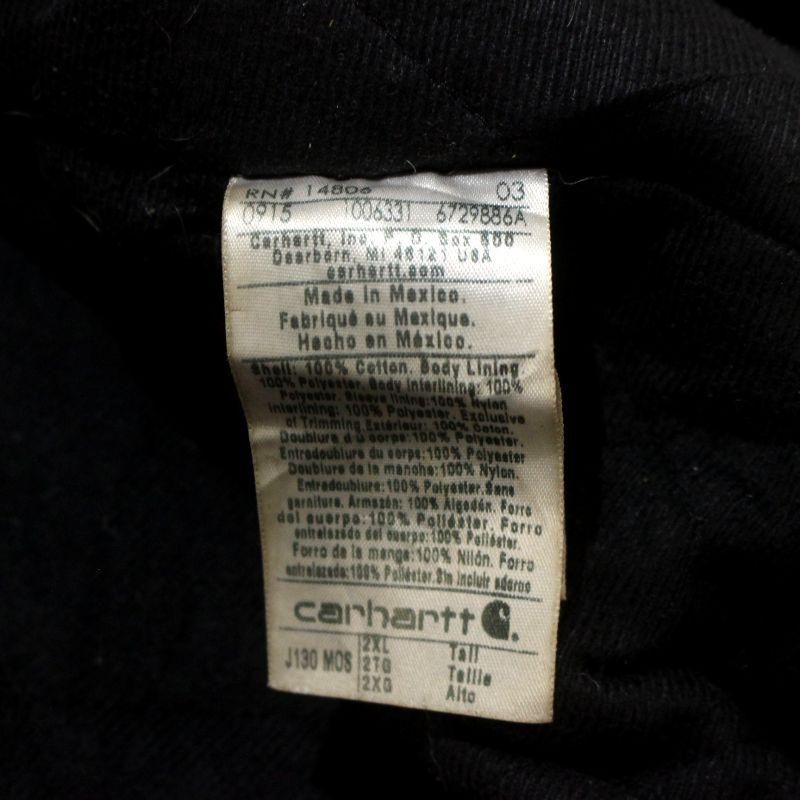 RN# 14806 03
0915 1006331 6729886A
Carhartt, Inc. P. O. Box 600
Dearborn, MI 48121 USA
carhartt.com
Made in Mexico.
Fabriqué au Mexique.
Hecho en México.
Shell: 100% Cotton. Body Lining:
100% Polyester. Body Interlining: 100%
Polyester. Sleeve lining:100% Nylon
Interlining: 100% Polyester. Exclusive
of Trimming.Extérieur: 100% Coton.
Doublure du corps:100% Polyester.
Entredoublure du corps:100% Polyester.
Doublure de la manche:100% Nylon.
Entredoublure: 100% Polyester.Sans
garniture. Armazón: 100% Algodón. Forro
del cuerpo:100% Poliéster. Forro
entrelazado del cuerpo: 100% Poliéster.
Forro de la manga:100% Nilón. Forro
entrelazado:100% Poliéster.Sin incluir adornos
carhartt
J130 MOS 2XL Tall
2TG Taille
2XG Alto